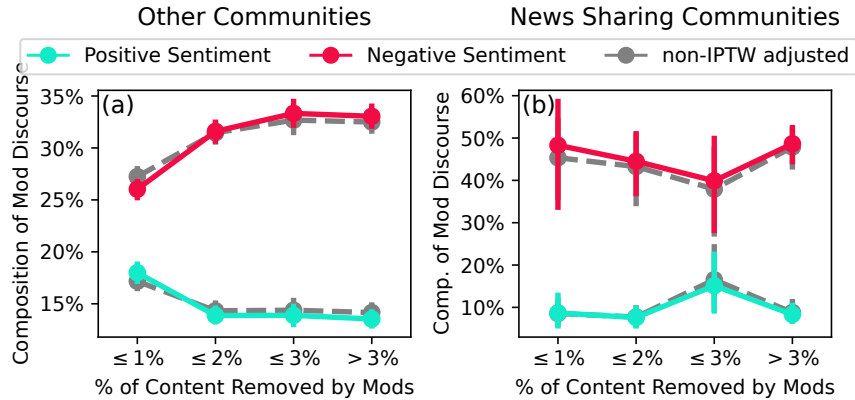 Other Communities
News Sharing Communities
Positive Sentiment
Negative Sentiment
non-IPTW adjusted
(a)
35%
30%
25%
20%
15%
Composition of Mod Discourse
≤ 1%
≤ 2%
≤ 3%
> 3%
% of Content Removed by Mods
(b)
60%
50%
40%
30%
20%
10%
Comp. of Mod Discourse
≤ 1%
≤ 2%
≤ 3%
> 3%
% of Content Removed by Mods